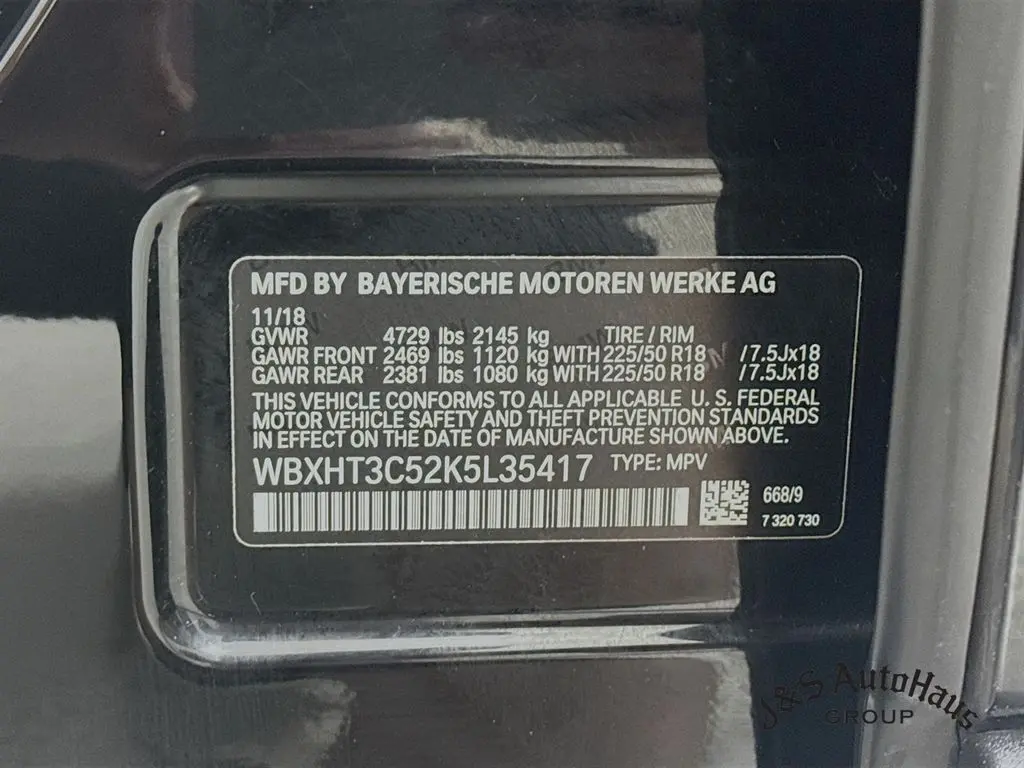 MFD BY BAYERISCHE MOTOREN WERKE AG
11/18
GVWR 4729 lbs 2145 kg TIRE / RIM
GAWR FRONT 2469 lbs 1120 kg WITH 225/50 R18 /7.5Jx18
GAWR REAR 2381 lbs 1080 kg WITH 225/50 R18 /7.5Jx18
THIS VEHICLE CONFORMS TO ALL APPLICABLE U. S. FEDERAL
MOTOR VEHICLE SAFETY AND THEFT PREVENTION STANDARDS
IN EFFECT ON THE DATE OF MANUFACTURE SHOWN ABOVE.
WBXHT3C52K5L35417 TYPE: MPV
668/9
7 320 730
J&S AutoHaus
GROUP